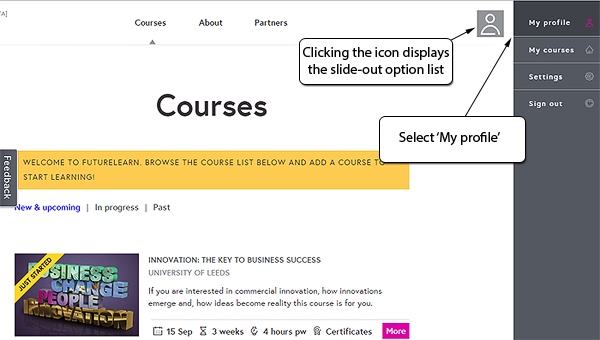 TA]
Courses About Partners
My profile
My courses
Settings
Sign out
Clicking the icon displays
the slide-out option list
Select 'My profile'
Courses
Feedback
WELCOME TO FUTURELEARN. BROWSE THE COURSE LIST BELOW AND ADD A COURSE TO
START LEARNING!
New & upcoming | In progress | Past
JUST STARTED
BUSINESS
CHANGE
PEOPLE
INNOVATION
INNOVATION: THE KEY TO BUSINESS SUCCESS
UNIVERSITY OF LEEDS
If you are interested in commercial innovation, how innovations
emerge and, how ideas become reality this course is for you.
15 Sep 3 weeks 4 hours pw Certificates More